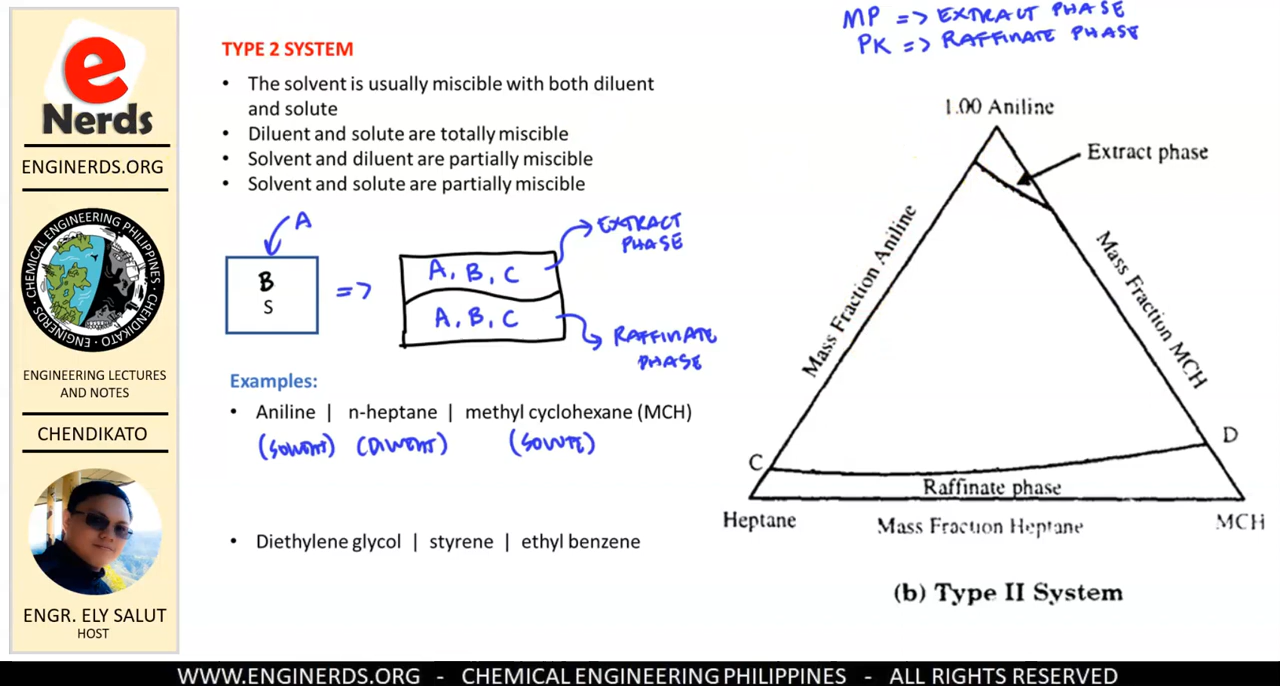 e
Nerds
ENGINERDS.ORG
CHEMICAL ENGINEERING PHILIPPINES
ENGINERDS * CHENDIKATO
ENGINEERING LECTURES
AND NOTES
CHENDIKATO
ENGR. ELY SALUT
HOST
TYPE 2 SYSTEM
• The solvent is usually miscible with both diluent
and solute
• Diluent and solute are totally miscible
• Solvent and diluent are partially miscible
• Solvent and solute are partially miscible
A
B
S
=>
A, B, C
A, B, C
EXTRACT
PHASE
RAFFINATE
PHASE
Examples:
• Aniline | n-heptane | methyl cyclohexane (MCH)
(SOLVENT) (DILUENT) (SOLUTE)
• Diethylene glycol | styrene | ethyl benzene
MP => EXTRACT PHASE
PK => RAFFINATE PHASE
1.00 Aniline
Extract phase
Mass Fraction Aniline
Mass Fraction MCH
C
D
Raffinate phase
Heptane
Mass Fraction Heptane
MCH
(b) Type II System
WWW.ENGINERDS.ORG - CHEMICAL ENGINEERING PHILIPPINES - ALL RIGHTS RESERVED